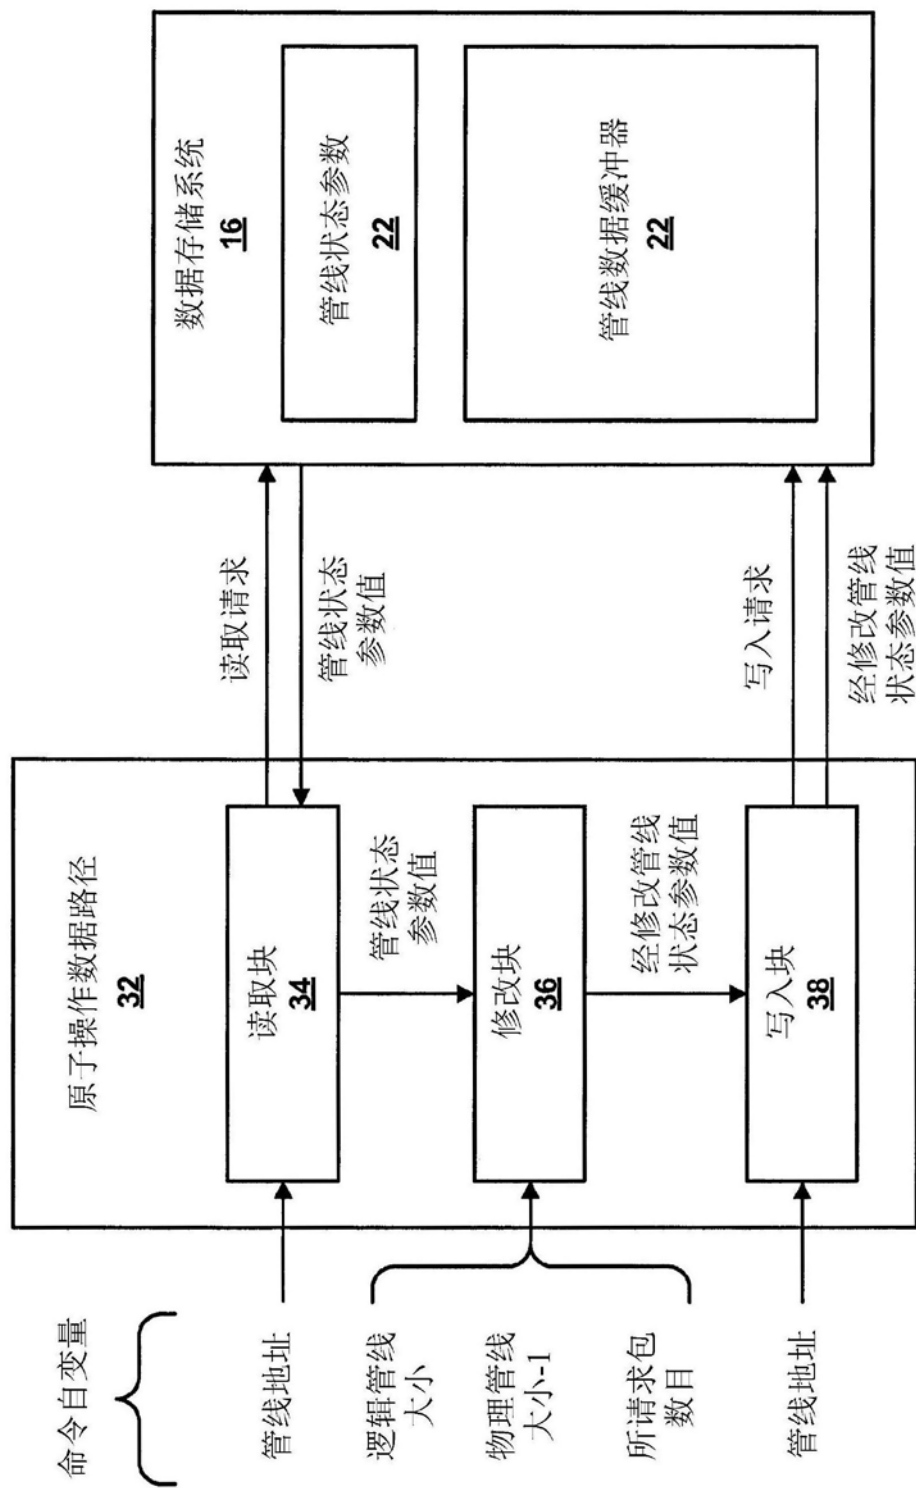 命令自变量
管线地址
逻辑管线
大小
物理管线
大小-1
所请求包
数目
管线地址
原子操作数据路径
32
读取块
34
管线状态
参数值
修改块
36
经修改管线
状态参数值
写入块
38
读取请求
管线状态
参数值
写入请求
经修改管线
状态参数值
数据存储系统
16
管线状态参数
22
管线数据缓冲器
22